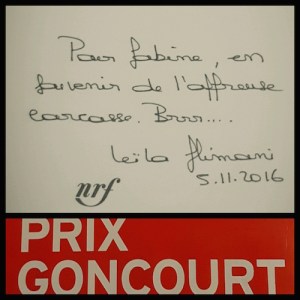 Pour Sabine, en
souvenir de l'affreuse
carcasse. Brrr....
Leïla Slimani
5.11.2016
nrf
PRIX
GONCOURT